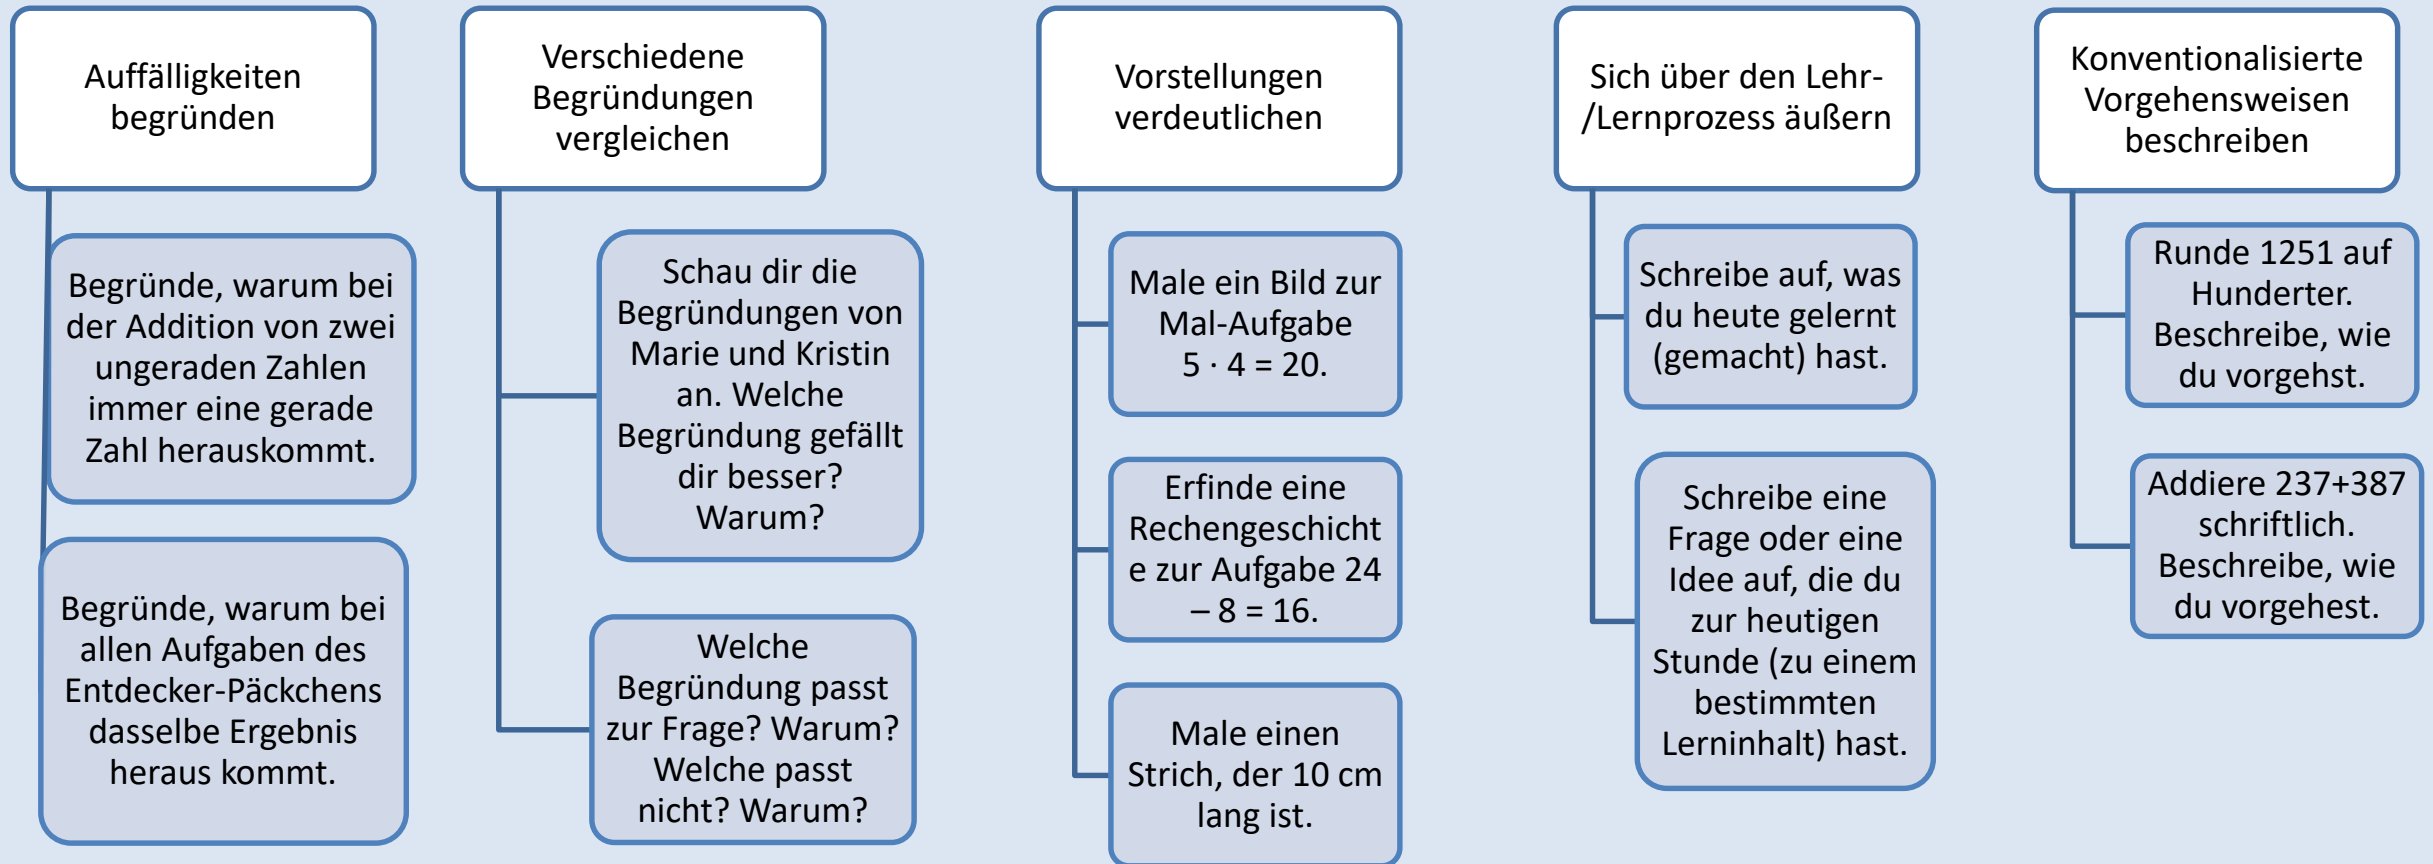 Auffälligkeiten
begründen
Begründe, warum bei
der Addition von zwei
ungeraden Zahlen
immer eine gerade
Zahl herauskommt.
Begründe, warum bei
allen Aufgaben des
Entdecker-Päckchens
dasselbe Ergebnis
heraus kommt.
Verschiedene
Begründungen
vergleichen
Schau dir die
Begründungen von
Marie und Kristin
an. Welche
Begründung gefällt
dir besser?
Warum?
Welche
Begründung passt
zur Frage? Warum?
Welche passt
nicht? Warum?
Vorstellungen
verdeutlichen
Male ein Bild zur
Mal-Aufgabe
5 · 4 = 20.
Erfinde eine
Rechengeschicht
e zur Aufgabe 24
– 8 = 16.
Male einen
Strich, der 10 cm
lang ist.
Sich über den Lehr-
/Lernprozess äußern
Schreibe auf, was
du heute gelernt
(gemacht) hast.
Schreibe eine
Frage oder eine
Idee auf, die du
zur heutigen
Stunde (zu einem
bestimmten
Lerninhalt) hast.
Konventionalisierte
Vorgehensweisen
beschreiben
Runde 1251 auf
Hunderter.
Beschreibe, wie
du vorgehst.
Addiere 237+387
schriftlich.
Beschreibe, wie
du vorgehest.